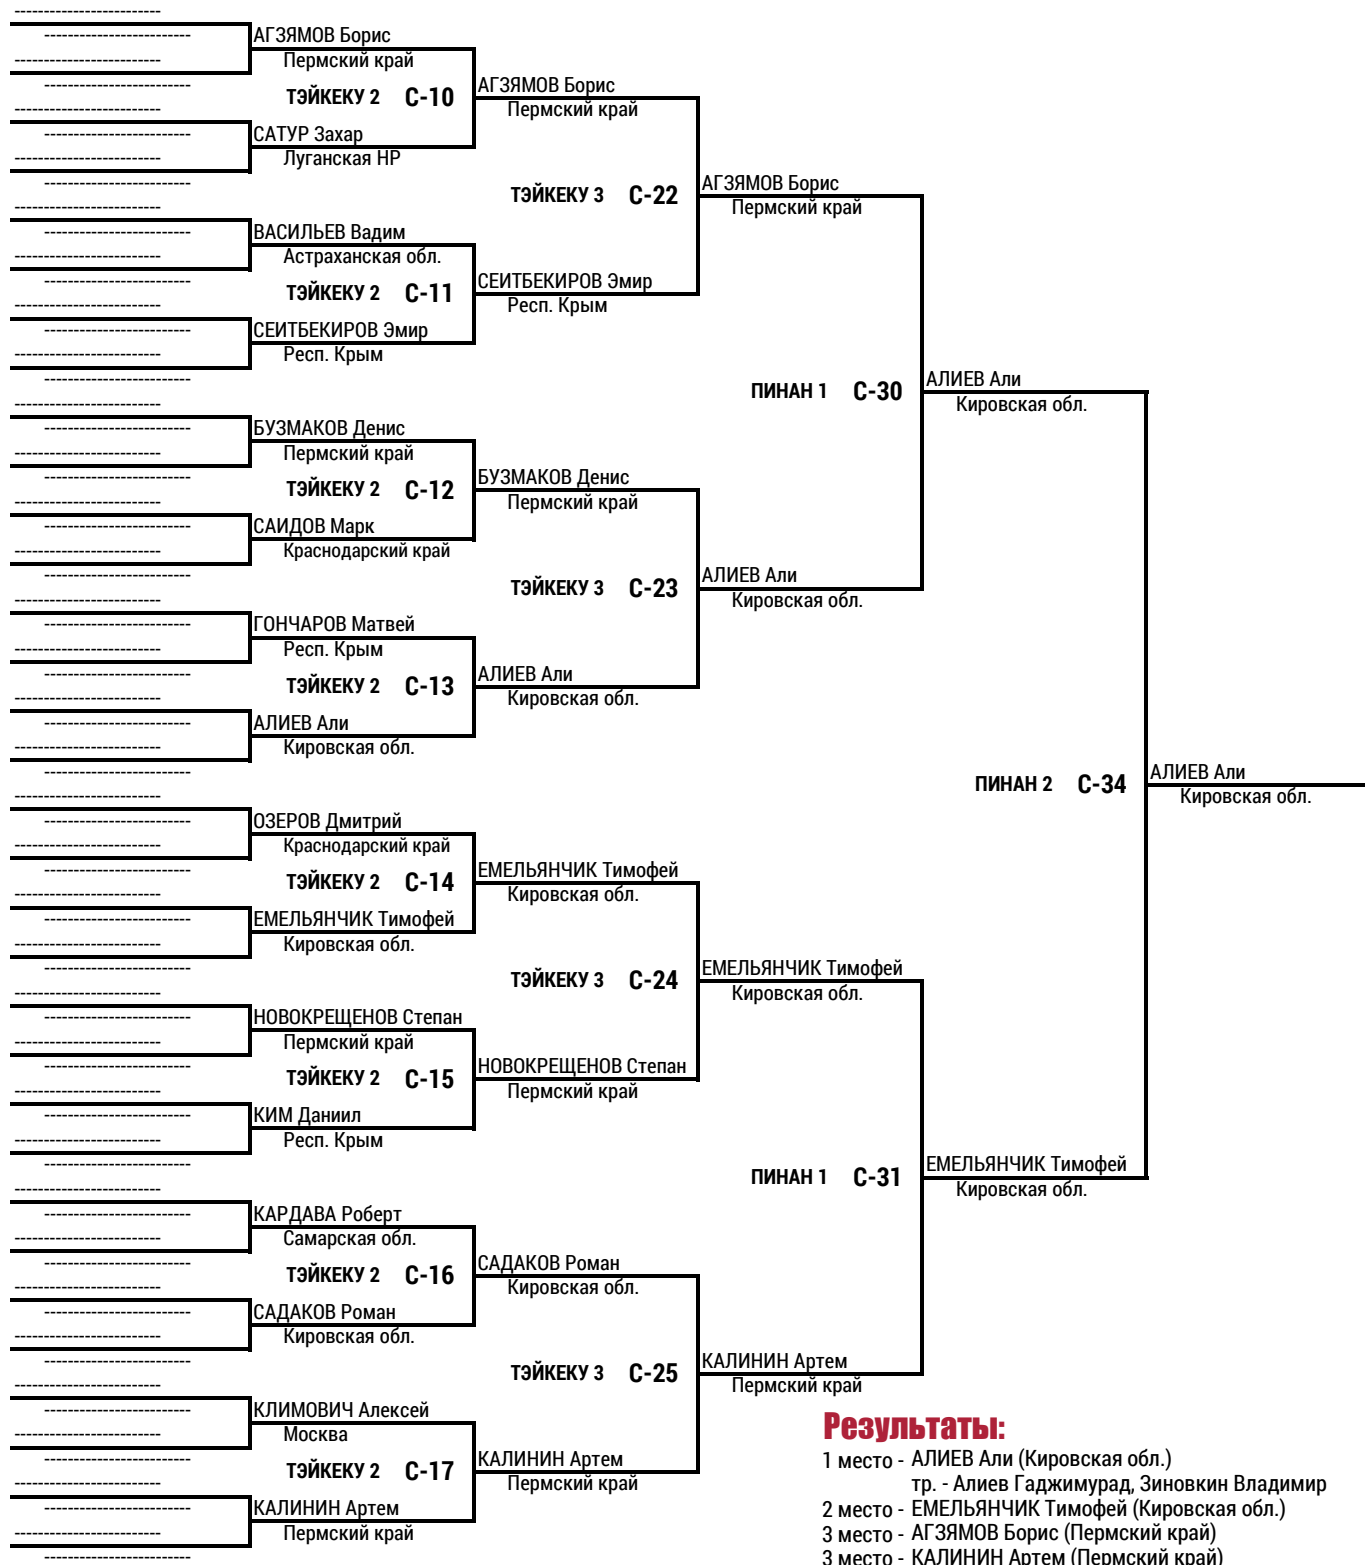 АГЗЯМОВ Борис
Пермский край
ТЭЙКЕКУ 2 C-10
АГЗЯМОВ Борис
Пермский край
САТУР Захар
Луганская НР
ТЭЙКЕКУ 3 C-22
АГЗЯМОВ Борис
Пермский край
ВАСИЛЬЕВ Вадим
Астраханская обл.
ТЭЙКЕКУ 2 C-11
СЕИТБЕКИРОВ Эмир
Респ. Крым
СЕИТБЕКИРОВ Эмир
Респ. Крым
ПИНАН 1 C-30
АЛИЕВ Али
Кировская обл.
БУЗМАКОВ Денис
Пермский край
ТЭЙКЕКУ 2 C-12
БУЗМАКОВ Денис
Пермский край
САИДОВ Марк
Краснодарский край
ТЭЙКЕКУ 3 C-23
АЛИЕВ Али
Кировская обл.
ГОНЧАРОВ Матвей
Респ. Крым
ТЭЙКЕКУ 2 C-13
АЛИЕВ Али
Кировская обл.
АЛИЕВ Али
Кировская обл.
ПИНАН 2 C-34
АЛИЕВ Али
Кировская обл.
ОЗЕРОВ Дмитрий
Краснодарский край
ТЭЙКЕКУ 2 C-14
ЕМЕЛЬЯНЧИК Тимофей
Кировская обл.
ЕМЕЛЬЯНЧИК Тимофей
Кировская обл.
ТЭЙКЕКУ 3 C-24
ЕМЕЛЬЯНЧИК Тимофей
Кировская обл.
НОВОКРЕЩЕНОВ Степан
Пермский край
ТЭЙКЕКУ 2 C-15
НОВОКРЕЩЕНОВ Степан
Пермский край
КИМ Даниил
Респ. Крым
ПИНАН 1 C-31
ЕМЕЛЬЯНЧИК Тимофей
Кировская обл.
КАРДАВА Роберт
Самарская обл.
ТЭЙКЕКУ 2 C-16
САДАКОВ Роман
Кировская обл.
САДАКОВ Роман
Кировская обл.
ТЭЙКЕКУ 3 C-25
КАЛИНИН Артем
Пермский край
КЛИМОВИЧ Алексей
Москва
ТЭЙКЕКУ 2 C-17
КАЛИНИН Артем
Пермский край
КАЛИНИН Артем
Пермский край
Результаты:
1 место - АЛИЕВ Али (Кировская обл.)
тр. - Алиев Гаджимурад, Зиновкин Владимир
2 место - ЕМЕЛЬЯНЧИК Тимофей (Кировская обл.)
3 место - АГЗЯМОВ Борис (Пермский край)
3 место - КАЛИНИН Артем (Пермский край)